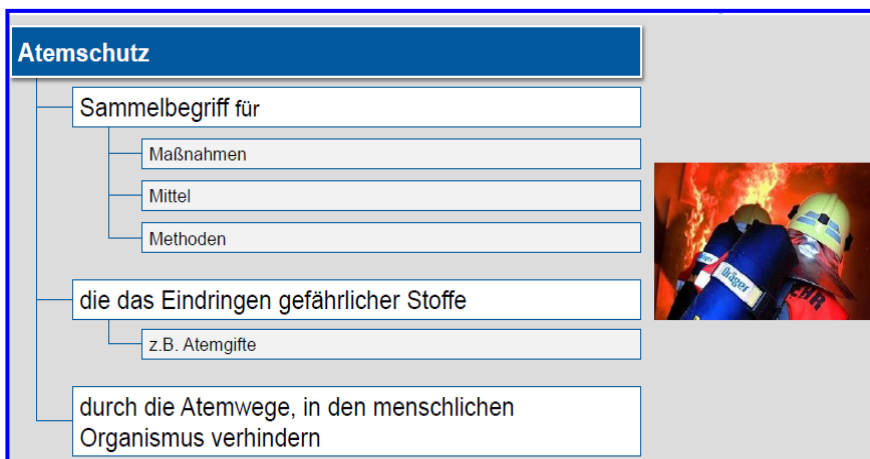 Atemschutz
Sammelbegriff für
Maßnahmen
Mittel
Methoden
die das Eindringen gefährlicher Stoffe
z.B. Atemgifte
durch die Atemwege, in den menschlichen
Organismus verhindern
Dräger